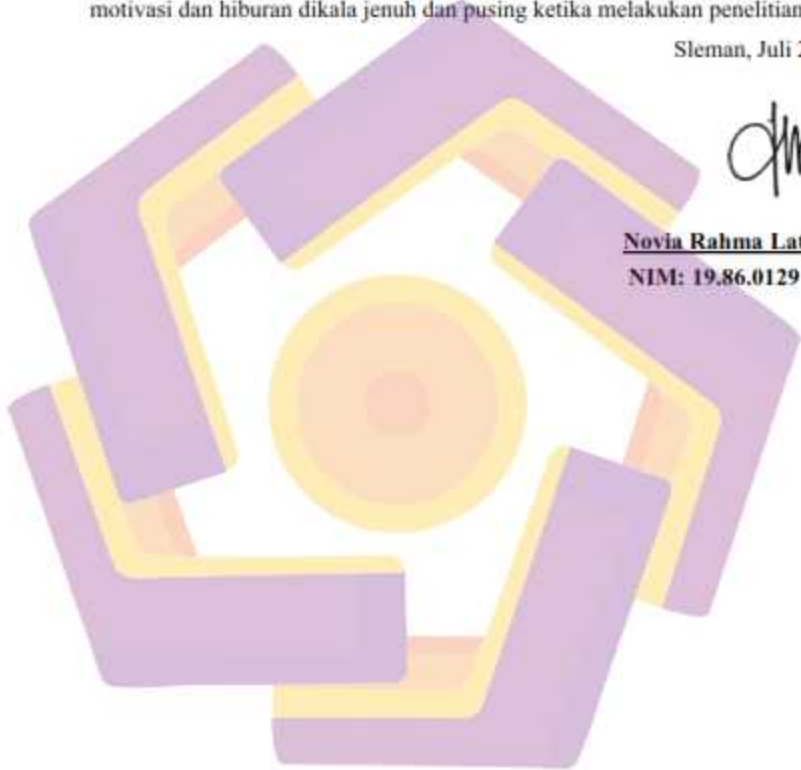 motivasi dan hiburan dikala jenuh dan pusing ketika melakukan penelitian
Sleman, Juli
Novia Rahma
NIM: 19.86.0129